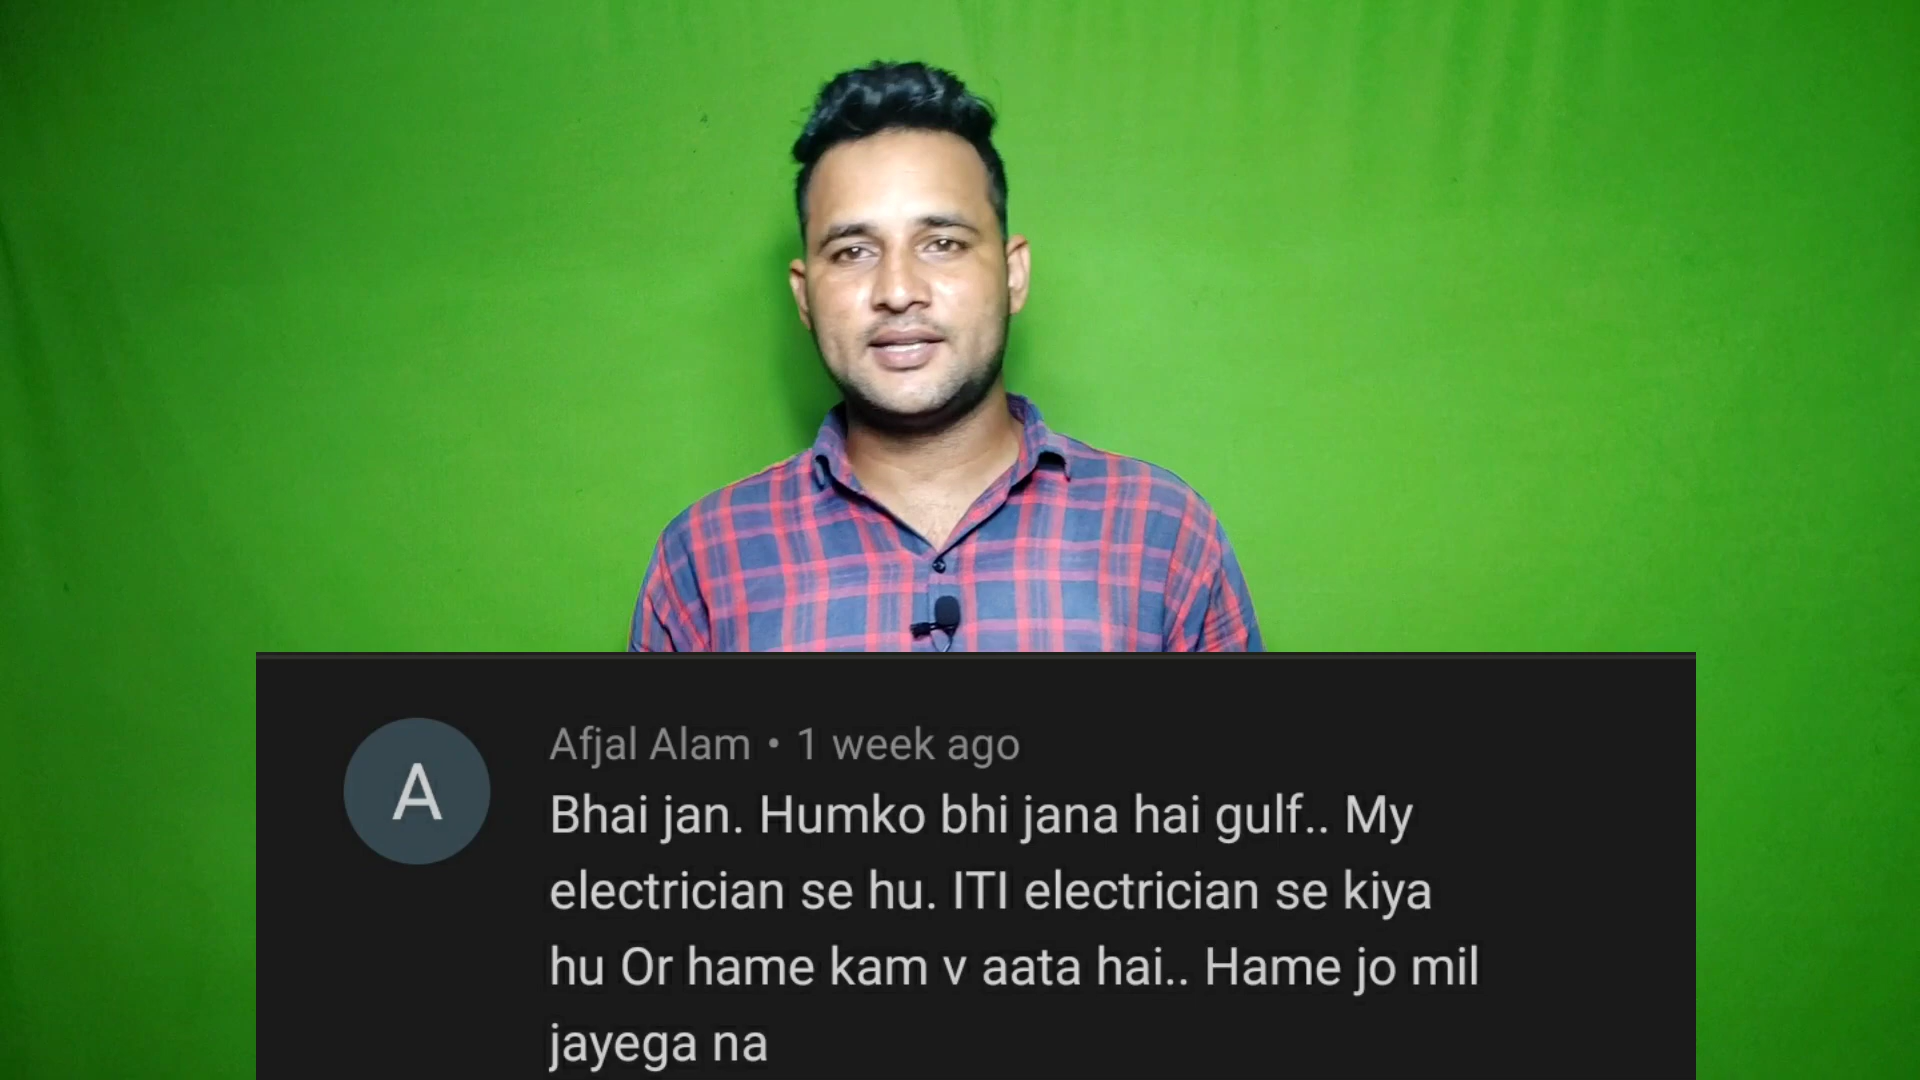 A
Afjal Alam • 1 week ago
Bhai jan. Humko bhi jana hai gulf.. My
electrician se hu. ITI electrician se kiya
hu Or hame kam v aata hai.. Hame jo mil
jayega na